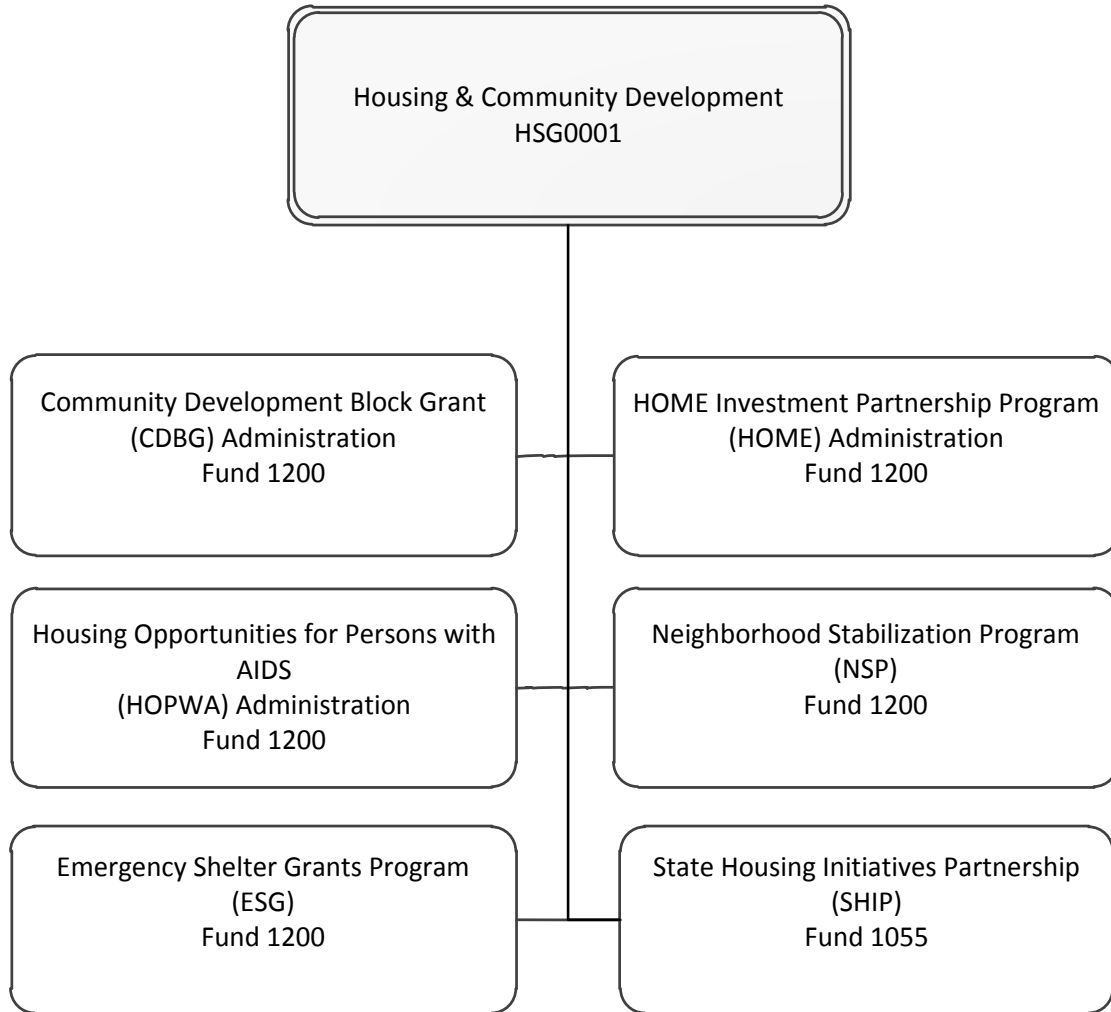 Housing & Community Development
HSG0001
Community Development Block Grant
(CDBG) Administration
Fund 1200
HOME Investment Partnership Program
(HOME) Administration
Fund 1200
Housing Opportunities for Persons with
AIDS
(HOPWA) Administration
Fund 1200
Neighborhood Stabilization Program
(NSP)
Fund 1200
Emergency Shelter Grants Program
(ESG)
Fund 1200
State Housing Initiatives Partnership
(SHIP)
Fund 1055